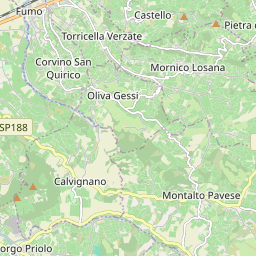 Fumo
Castello
Pietra d
Torricella Verzate
Corvino San
Quirico
Mornico Losana
Oliva Gessi
SP188
Calvignano
Montalto Pavese
orgo Priolo